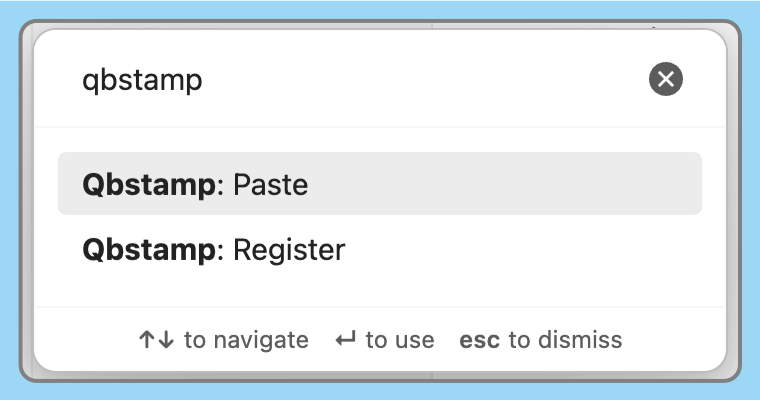 qbstamp
Qbstamp: Paste
Qbstamp: Register
↑↓ to navigate ↵ to use esc to dismiss